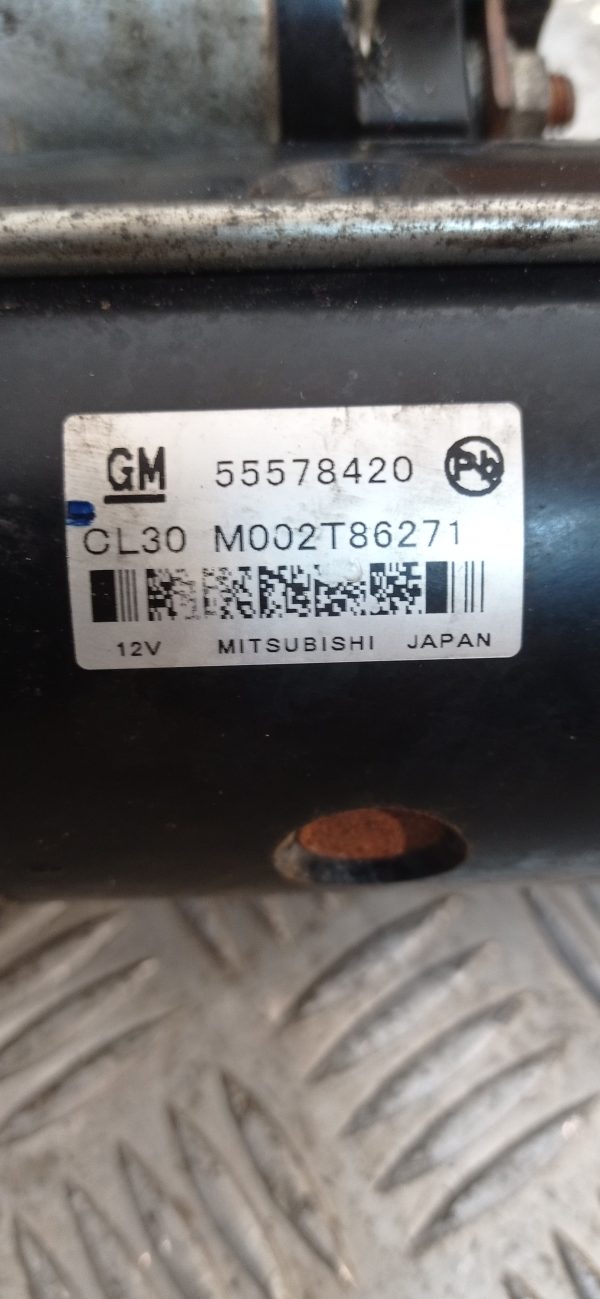 GM 55578420 Pb
CL30 M002T86271
12V MITSUBISHI JAPAN